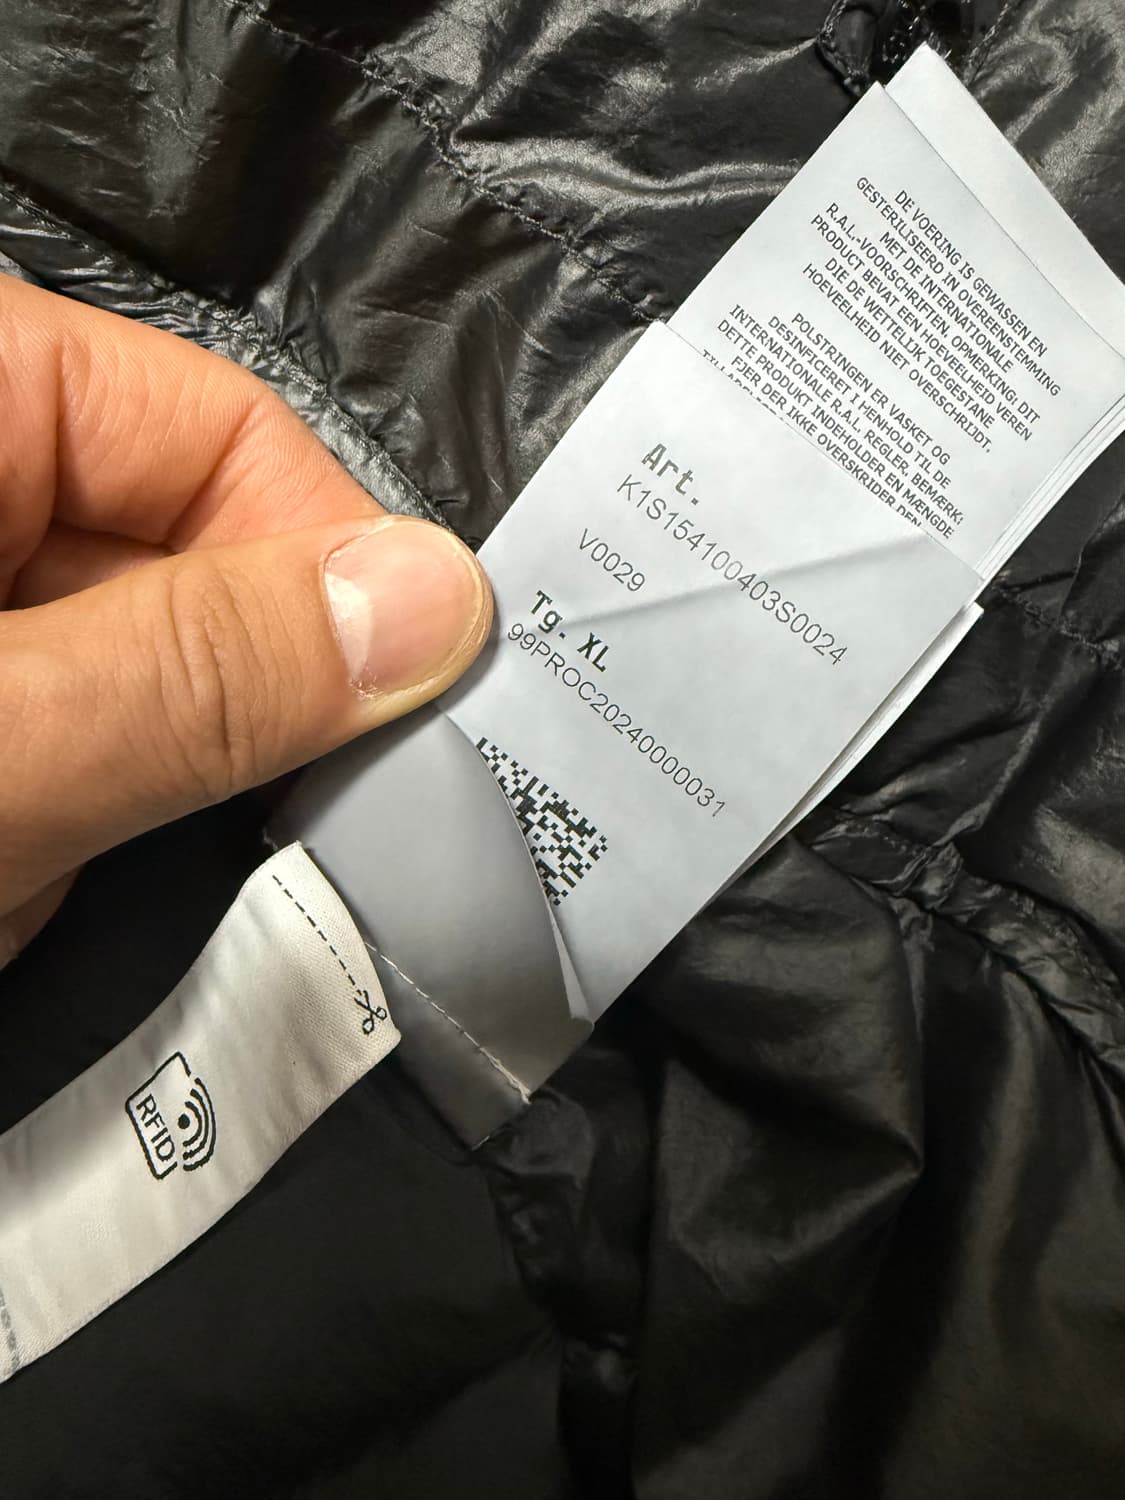 DE VOERING IS GEWASSEN EN
GESTERILISEERD IN OVEREENSTEMMING
MET DE INTERNATIONALE
R.A.L.-VOORSCHRIFTEN. OPMERKING: DIT
PRODUCT BEVAT EEN HOEVEELHEID VEREN
DIE DE WETTELIJK TOEGESTANE
HOEVEELHEID NIET OVERSCHRIJDT.
POLSTRINGEN ER VASKET OG
DESINFICERET I HENHOLD TIL DE
INTERNATIONALE R.A.L. REGLER. BEMÆRK:
DETTE PRODUKT INDEHOLDER EN MÆNGDE
FJER DER IKKE OVERSKRIDER DEN
Art.
K1S154100403S0024
V0029
Tg. XL
99PROC20240000031
RFID